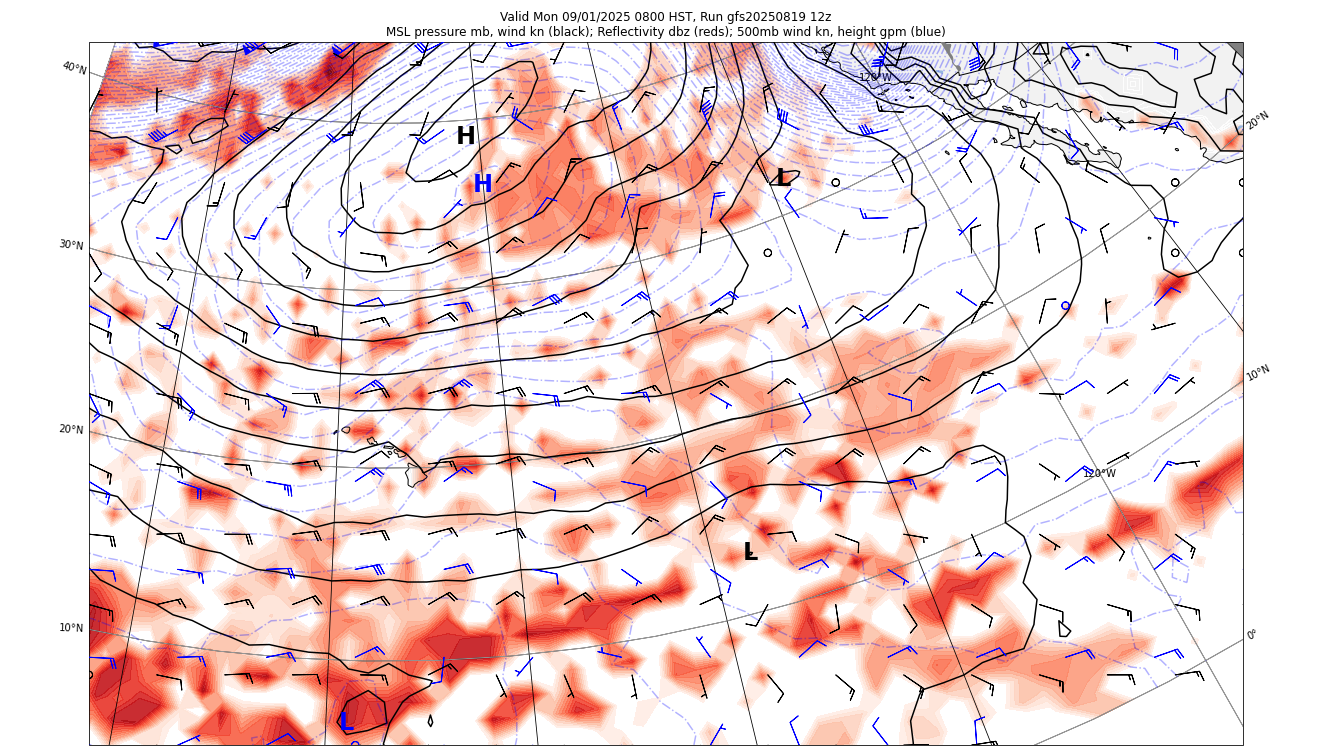 Valid Mon 09/01/2025 0800 HST, Run gfs20250819 12z
MSL pressure mb, wind kn (black); Reflectivity dbz (reds); 500mb wind kn, height gpm (blue)
40°N
120°W
20°N
H
H
L
30°N
10°N
20°N
120°W
L
10°N
0°
L